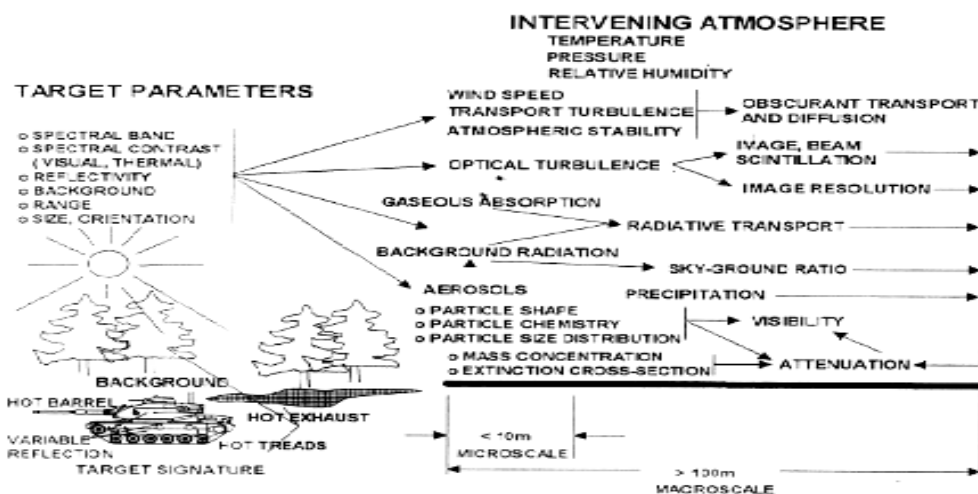 INTERVENING ATMOSPHERE
TEMPERATURE
PRESSURE
RELATIVE HUMIDITY
TARGET PARAMETERS
o SPECTRAL BAND
o SPECTRAL CONTRAST
(VISUAL, THERMAL)
o REFLECTIVITY
o BACKGROUND
o RANGE
o SIZE, ORIENTATION
WIND SPEED
TRANSPORT TURBULENCE
ATMOSPHERIC STABILITY
OBSCURANT TRANSPORT
AND DIFFUSION
OPTICAL TURBULENCE
IMAGE, BEAM
SCINTILLATION
IMAGE RESOLUTION
GASEOUS ABSORPTION
RADIATIVE TRANSPORT
BACKGROUND RADIATION
SKY-GROUND RATIO
AEROSOLS
PRECIPITATION
o PARTICLE SHAPE
o PARTICLE CHEMISTRY
o PARTICLE SIZE DISTRIBUTION
VISIBILITY
o MASS CONCENTRATION
o EXTINCTION CROSS-SECTION
ATTENUATION
BACKGROUND
HOT BARREL
HOT EXHAUST
VARIABLE
REFLECTION
HOT TREADS
TARGET SIGNATURE
< 10m
MICROSCALE
> 100m
MACROSCALE